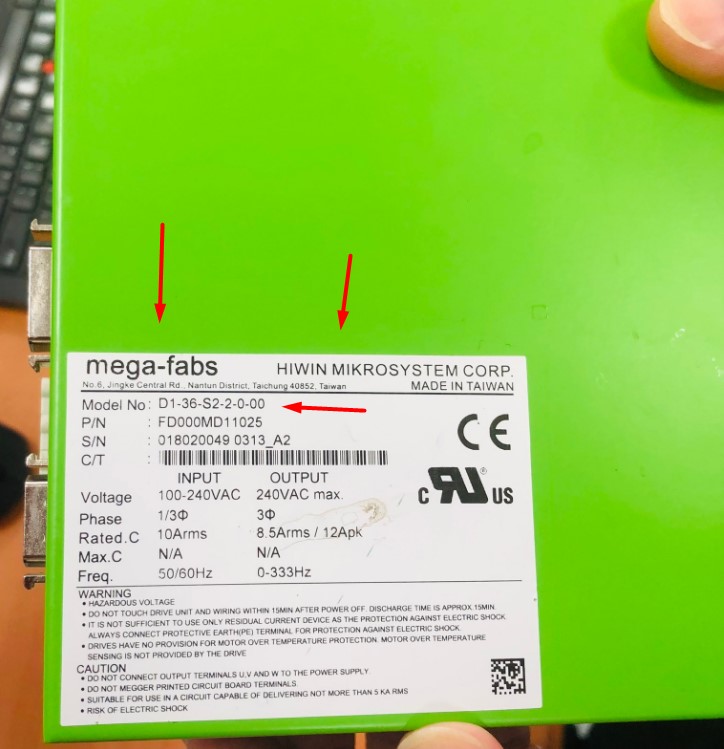 mega-fabs HIWIN MIKROSYSTEM CORP.
No.6, Jingke Central Rd., Nantun District, Taichung 40852, Taiwan MADE IN TAIWAN
Model No : D1-36-S2-2-0-00
P/N : FD000MD11025
S/N : 018020049 0313_A2
C/T :
INPUT OUTPUT
Voltage 100-240VAC 240VAC max.
Phase 1/3Φ 3Φ
Rated.C 10Arms 8.5Arms / 12Apk
Max.C N/A N/A
Freq. 50/60Hz 0-333Hz
CE
C RU ® US
WARNING
• HAZARDOUS VOLTAGE
• DO NOT TOUCH DRIVE UNIT AND WIRING WITHIN 15MIN AFTER POWER OFF. DISCHARGE TIME IS APPROX.15MIN.
• IT IS NOT SUFFICIENT TO USE ONLY RESIDUAL CURRENT DEVICE AS THE PROTECTION AGAINST ELECTRIC SHOCK
ALWAYS CONNECT PROTECTIVE EARTH(PE) TERMINAL FOR PROTECTION AGAINST ELECTRIC SHOCK.
• DRIVES HAVE NO PROVISION FOR MOTOR OVER TEMPERATURE PROTECTION. MOTOR OVER TEMPERATURE
SENSING IS NOT PROVIDED BY THE DRIVE
CAUTION
• DO NOT CONNECT OUTPUT TERMINALS U,V AND W TO THE POWER SUPPLY
• DO NOT MEGGER PRINTED CIRCUIT BOARD TERMINALS
• SUITABLE FOR USE IN A CIRCUIT CAPABLE OF DELIVERING NOT MORE THAN 5 KA RMS
• RISK OF ELECTRIC SHOCK